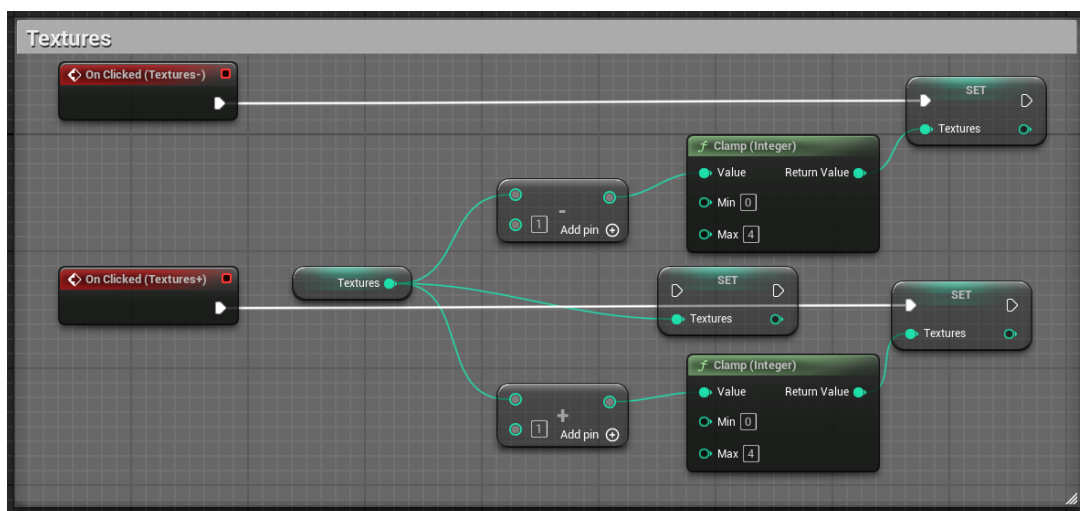 Textures
On Clicked (Textures-)
SET
Textures
f Clamp (Integer)
Value Return Value
Min 0
Max 4
-
1 Add pin +
On Clicked (Textures+)
Textures
SET
Textures
SET
Textures
f Clamp (Integer)
Value Return Value
Min 0
Max 4
+
1 Add pin +